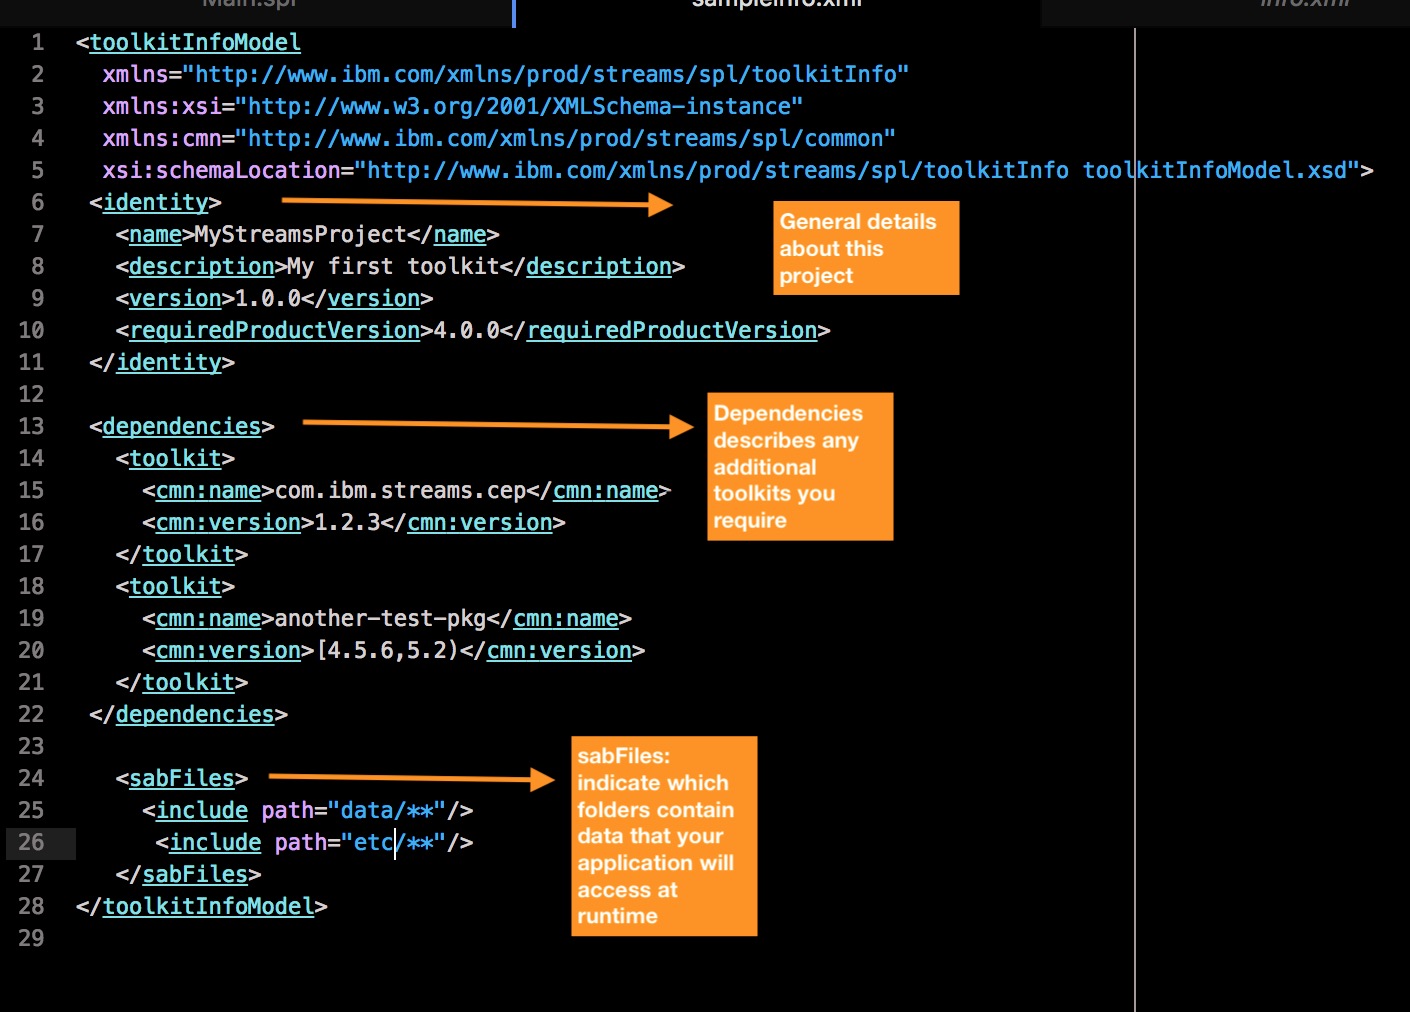 Main.spl
sampleinfo.xml
info.xml
1 <toolkitInfoModel
2 xmlns="http://www.ibm.com/xmlns/prod/streams/spl/toolkitInfo"
3 xmlns:xsi="http://www.w3.org/2001/XMLSchema-instance"
4 xmlns:cmn="http://www.ibm.com/xmlns/prod/streams/spl/common"
5 xsi:schemaLocation="http://www.ibm.com/xmlns/prod/streams/spl/toolkitInfo toolkitInfoModel.xsd">
6 <identity>
7 <name>MyStreamsProject</name>
8 <description>My first toolkit</description>
9 <version>1.0.0</version>
10 <requiredProductVersion>4.0.0</requiredProductVersion>
11 </identity>
General details
about this
project
12
13 <dependencies>
14 <toolkit>
15 <cmn:name>com.ibm.streams.cep</cmn:name>
16 <cmn:version>1.2.3</cmn:version>
17 </toolkit>
18 <toolkit>
19 <cmn:name>another-test-pkg</cmn:name>
20 <cmn:version>[4.5.6,5.2)</cmn:version>
21 </toolkit>
22 </dependencies>
Dependencies
describes any
additional
toolkits you
require
23
24 <sabFiles>
25 <include path="data/**"/>
26 <include path="etc/**"/>
27 </sabFiles>
28 </toolkitInfoModel>
29
sabFiles:
indicate which
folders contain
data that your
application will
access at
runtime